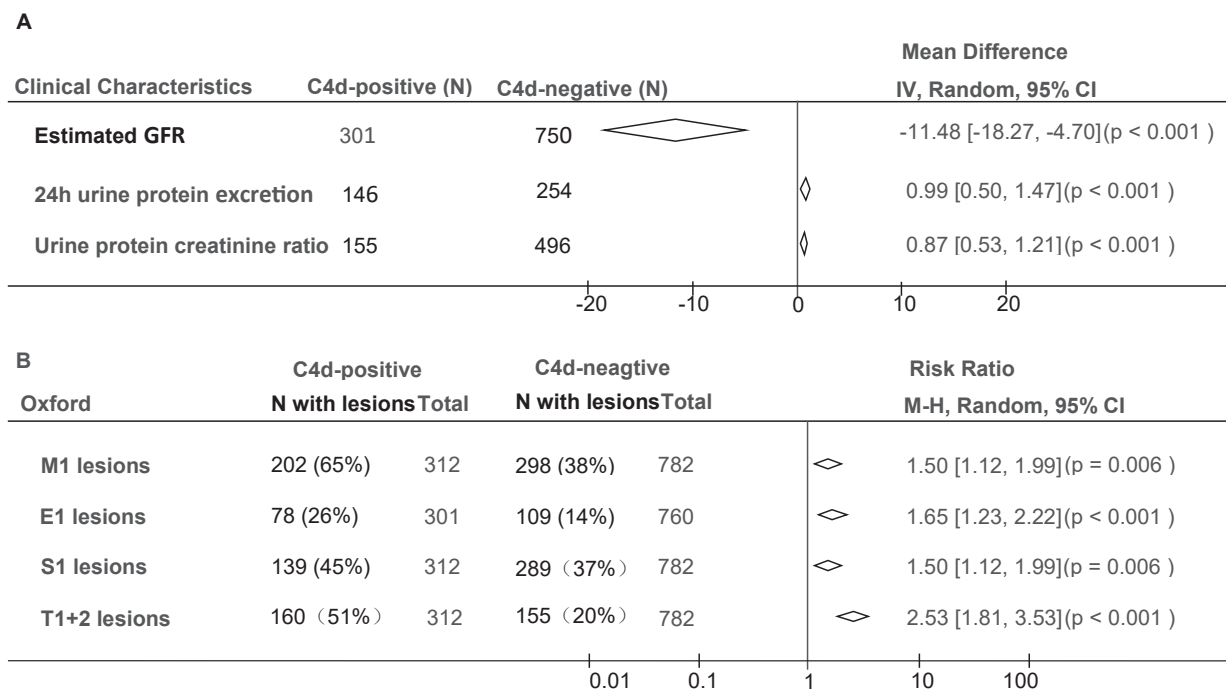 A
Mean Difference
Clinical Characteristics C4d-positive (N) C4d-negative (N) IV, Random, 95% CI
Estimated GFR 301 750 -11.48 [-18.27, -4.70](p < 0.001 )
24h urine protein excretion 146 254 0.99 [0.50, 1.47](p < 0.001 )
Urine protein creatinine ratio 155 496 0.87 [0.53, 1.21](p < 0.001 )
-20 -10 0 10 20
B
C4d-positive C4d-neagtive Risk Ratio
Oxford N with lesions Total N with lesions Total M-H, Random, 95% CI
M1 lesions 202 (65%) 312 298 (38%) 782 1.50 [1.12, 1.99](p = 0.006 )
E1 lesions 78 (26%) 301 109 (14%) 760 1.65 [1.23, 2.22](p < 0.001 )
S1 lesions 139 (45%) 312 289（37%） 782 1.50 [1.12, 1.99](p = 0.006 )
T1+2 lesions 160（51%） 312 155（20%） 782 2.53 [1.81, 3.53](p < 0.001 )
0.01 0.1 1 10 100